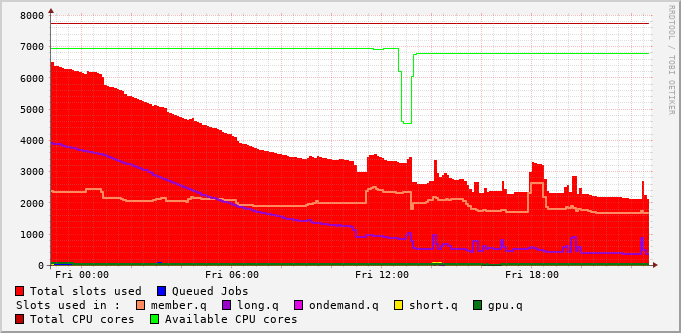 RRDTOOL / TOBI OETIKER
8000
7000
6000
5000
4000
3000
2000
1000
0
Fri 00:00 Fri 06:00 Fri 12:00 Fri 18:00
Total slots used Queued Jobs
Slots used in : member.q long.q ondemand.q short.q gpu.q
Total CPU cores Available CPU cores